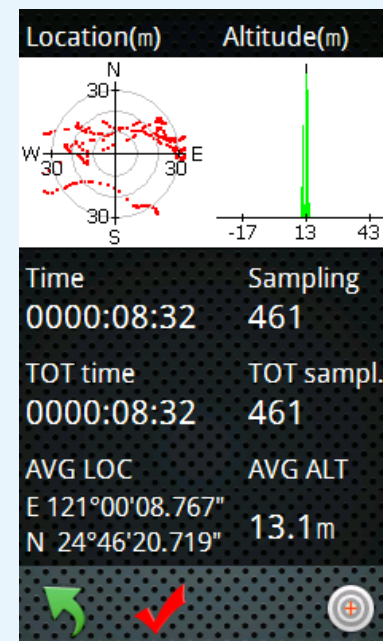 Location(m) Altitude(m)
N
30
W E
30 30
30
S
-17 13 43
Time Sampling
0000:08:32 461
TOT time TOT sampl.
0000:08:32 461
AVG LOC AVG ALT
E 121°00'08.767"
N 24°46'20.719" 13.1m